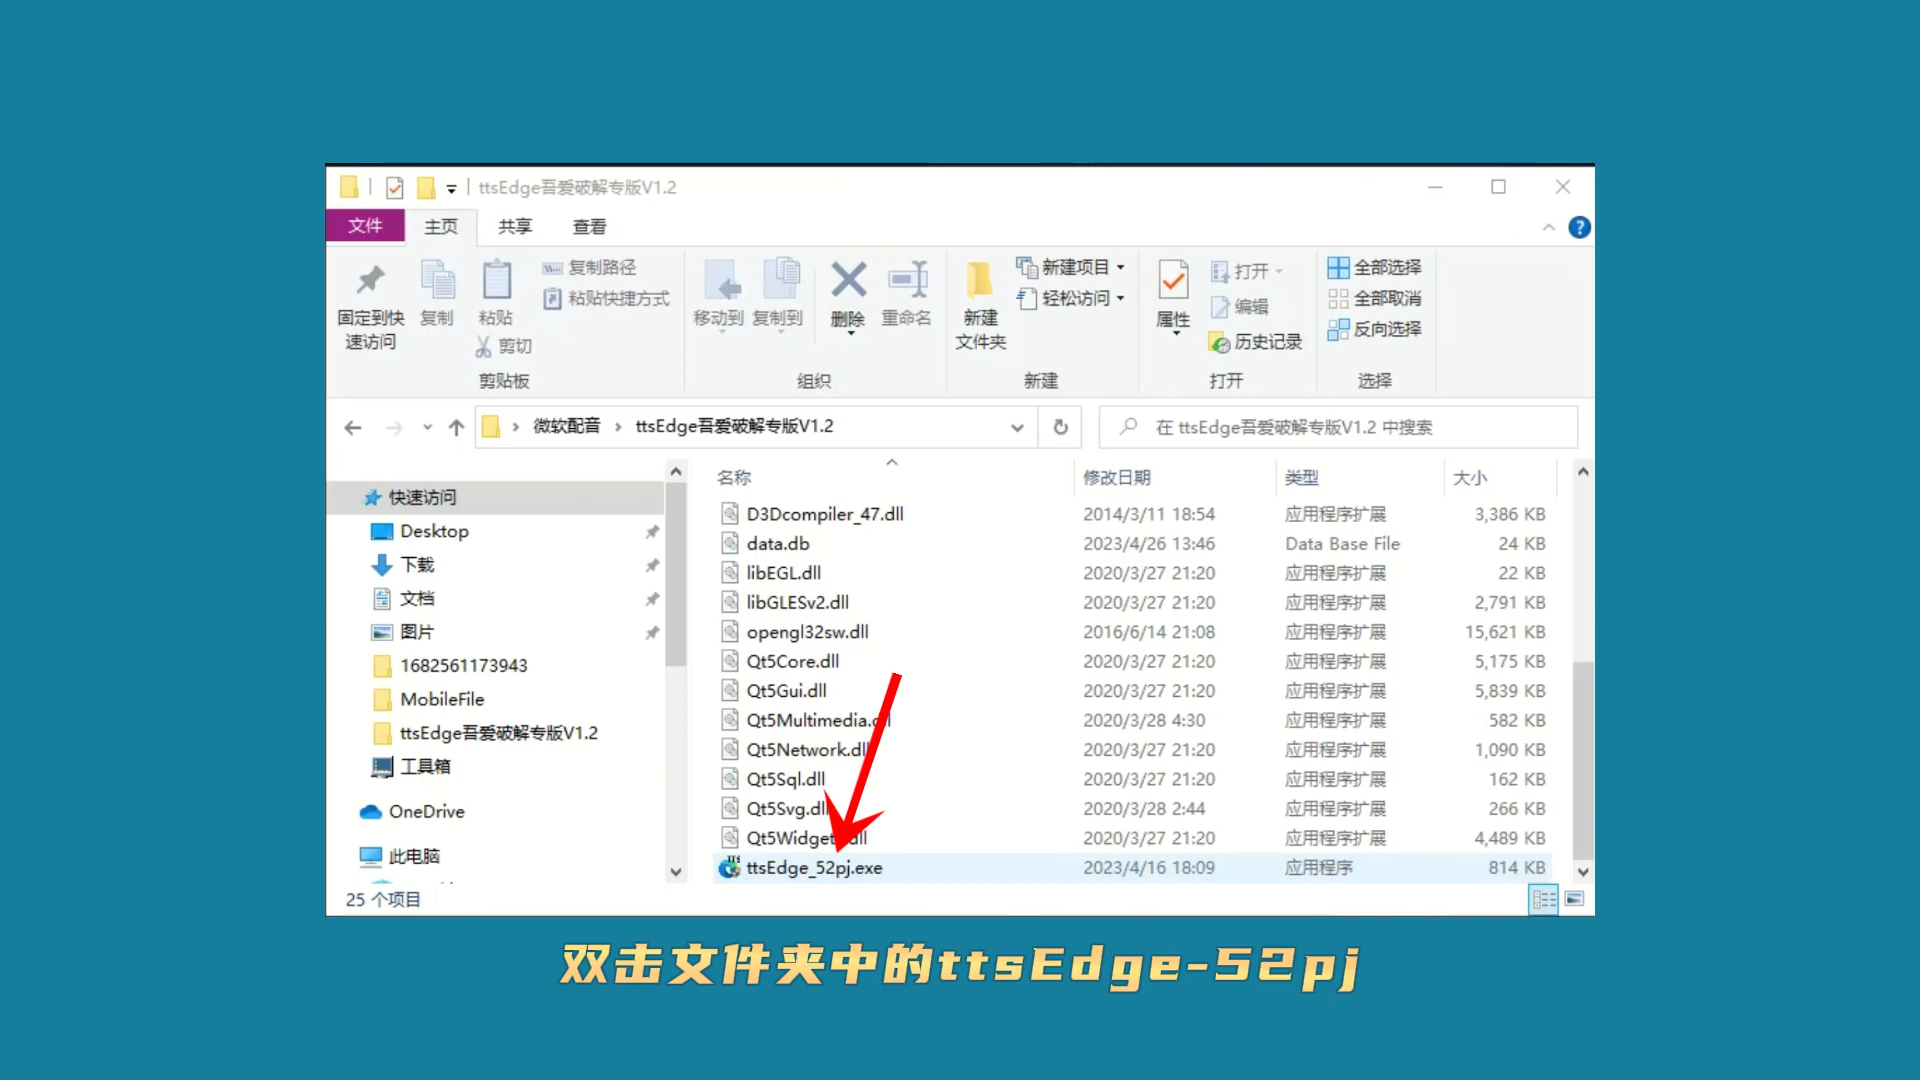 ttsEdge吾爱破解专版V1.2
文件 主页 共享 查看
固定到快速访问
复制
粘贴
复制路径
粘贴快捷方式
剪切
剪贴板
移动到 复制到 删除 重命名
组织
新建文件夹
新建项目
轻松访问
新建
属性
打开
编辑
历史记录
打开
全部选择
全部取消
反向选择
选择
微软配音 › ttsEdge吾爱破解专版V1.2
在 ttsEdge吾爱破解专版V1.2 中搜索
快速访问
Desktop
下载
文档
图片
1682561173943
MobileFile
ttsEdge吾爱破解专版V1.2
工具箱
OneDrive
此电脑
名称 修改日期 类型 大小
D3Dcompiler_47.dll 2014/3/11 18:54 应用程序扩展 3,386 KB
data.db 2023/4/26 13:46 Data Base File 24 KB
libEGL.dll 2020/3/27 21:20 应用程序扩展 22 KB
libGLESv2.dll 2020/3/27 21:20 应用程序扩展 2,791 KB
opengl32sw.dll 2016/6/14 21:08 应用程序扩展 15,621 KB
Qt5Core.dll 2020/3/27 21:20 应用程序扩展 5,175 KB
Qt5Gui.dll 2020/3/27 21:20 应用程序扩展 5,839 KB
Qt5Multimedia.dll 2020/3/28 4:30 应用程序扩展 582 KB
Qt5Network.dll 2020/3/27 21:20 应用程序扩展 1,090 KB
Qt5Sql.dll 2020/3/27 21:20 应用程序扩展 162 KB
Qt5Svg.dll 2020/3/28 2:44 应用程序扩展 266 KB
Qt5Widgets.dll 2020/3/27 21:20 应用程序扩展 4,489 KB
ttsEdge_52pj.exe 2023/4/16 18:09 应用程序 814 KB
25 个项目
双击文件夹中的ttsEdge-52pj